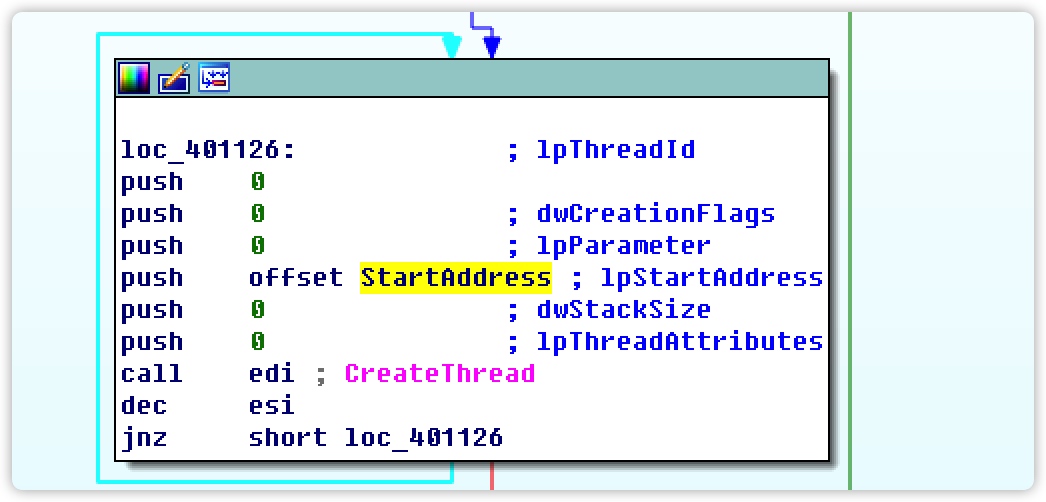 loc_401126: ; lpThreadId
push 0
push 0 ; dwCreationFlags
push 0 ; lpParameter
push offset StartAddress ; lpStartAddress
push 0 ; dwStackSize
push 0 ; lpThreadAttributes
call edi ; CreateThread
dec esi
jnz short loc_401126